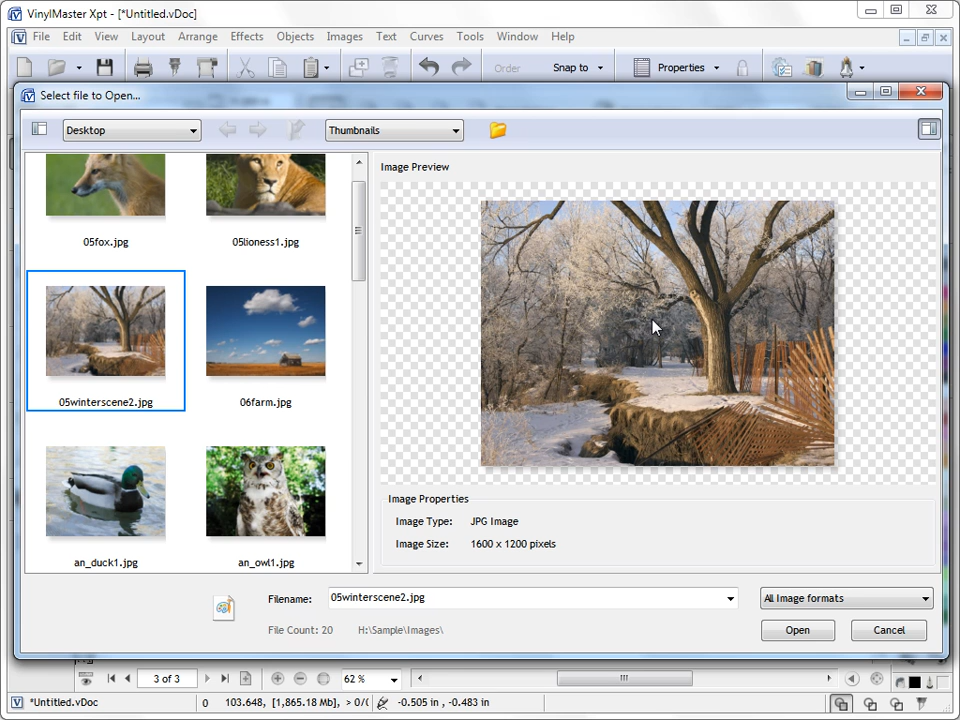 VinylMaster Xpt - [*Untitled.vDoc]
File Edit View Layout Arrange Effects Objects Images Text Curves Tools Window Help
Order Snap to Properties
Select file to Open...
Desktop Thumbnails
Image Preview
05fox.jpg 05lioness1.jpg
05winterscene2.jpg 06farm.jpg
an_duck1.jpg an_owl1.jpg
Image Properties
Image Type: JPG Image
Image Size: 1600 x 1200 pixels
Filename: 05winterscene2.jpg All Image formats
File Count: 20 H:\Sample\Images\ Open Cancel
3 of 3 62 %
*Untitled.vDoc 0 103.648, [1,865.18 Mb], > 0/( -0.505 in , -0.483 in